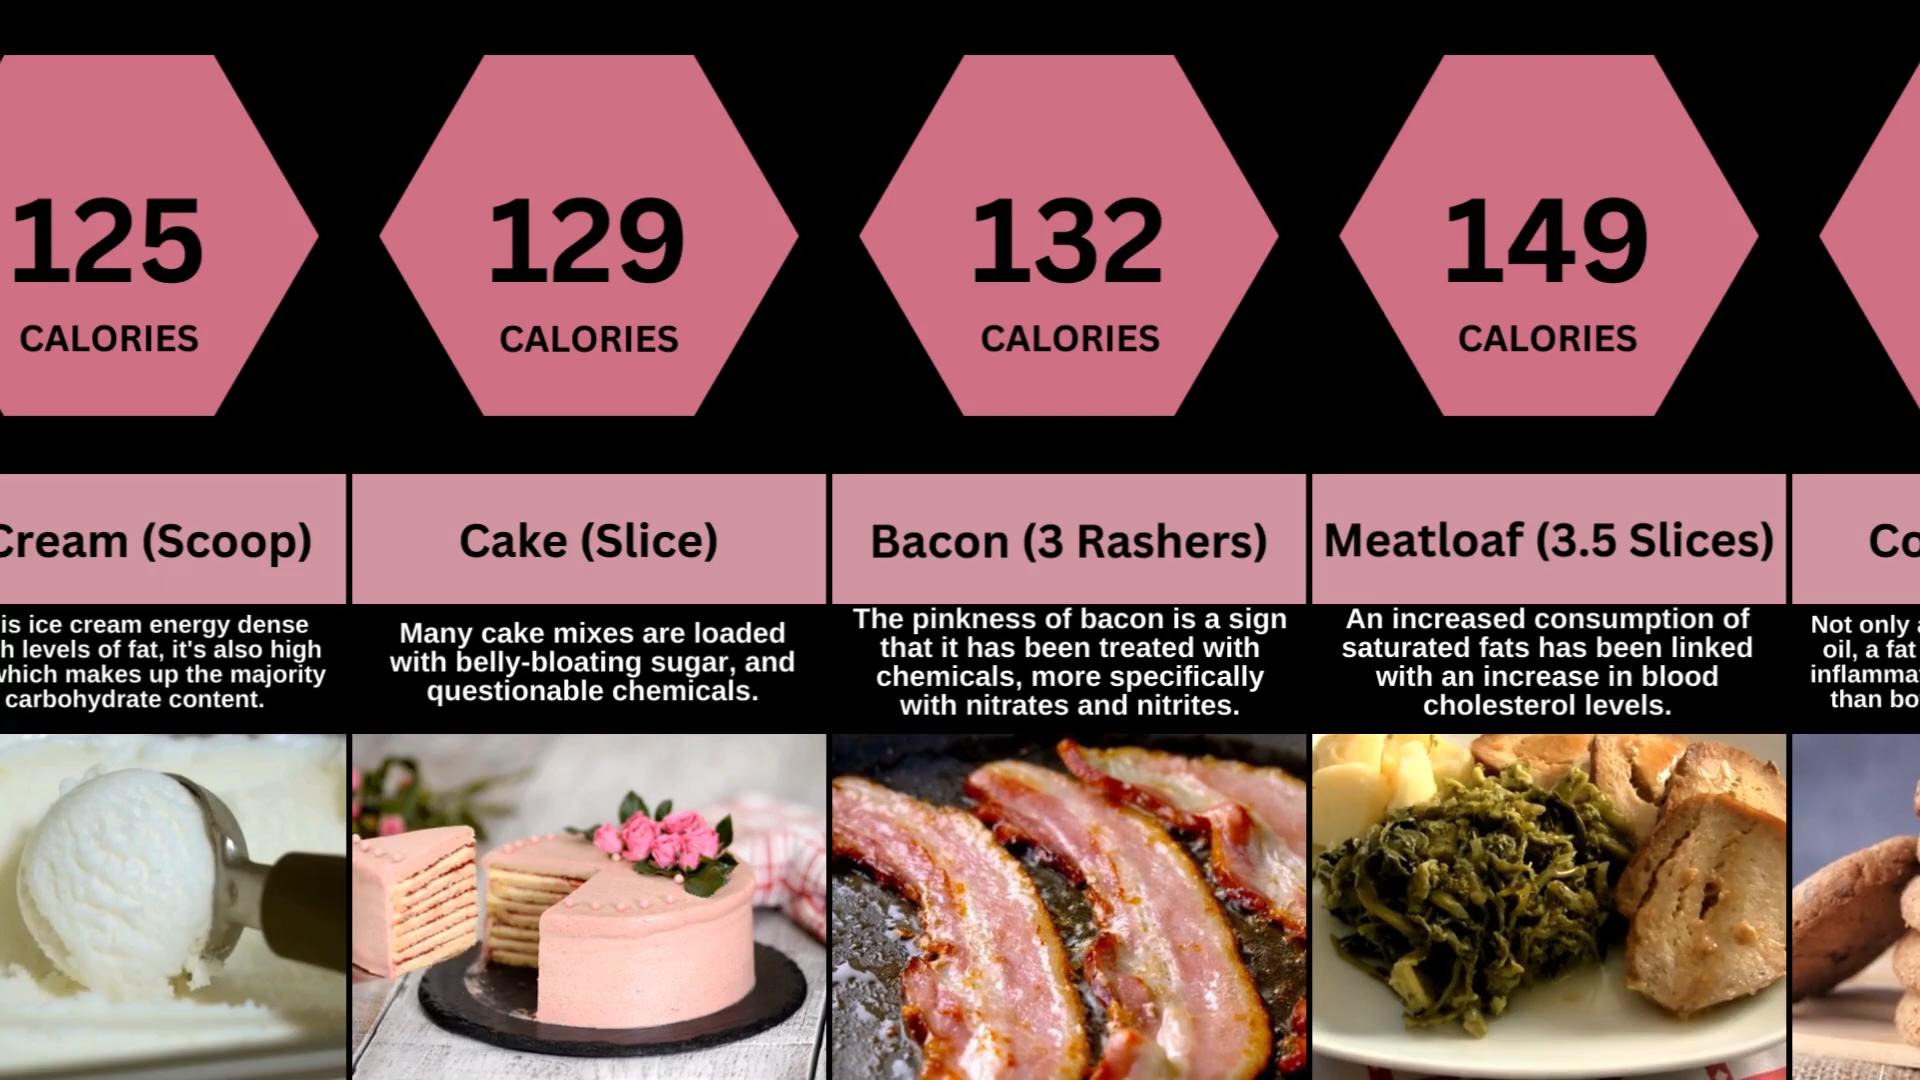 125
CALORIES
129
CALORIES
132
CALORIES
149
CALORIES
Cream (Scoop)
Cake (Slice)
Bacon (3 Rashers)
Meatloaf (3.5 Slices)
is ice cream energy dense
levels of fat, it's also high
which makes up the majority
carbohydrate content.
Many cake mixes are loaded
with belly-bloating sugar, and
questionable chemicals.
The pinkness of bacon is a sign
that it has been treated with
chemicals, more specifically
with nitrates and nitrites.
An increased consumption of
saturated fats has been linked
with an increase in blood
cholesterol levels.
Not only
oil, a fat
than